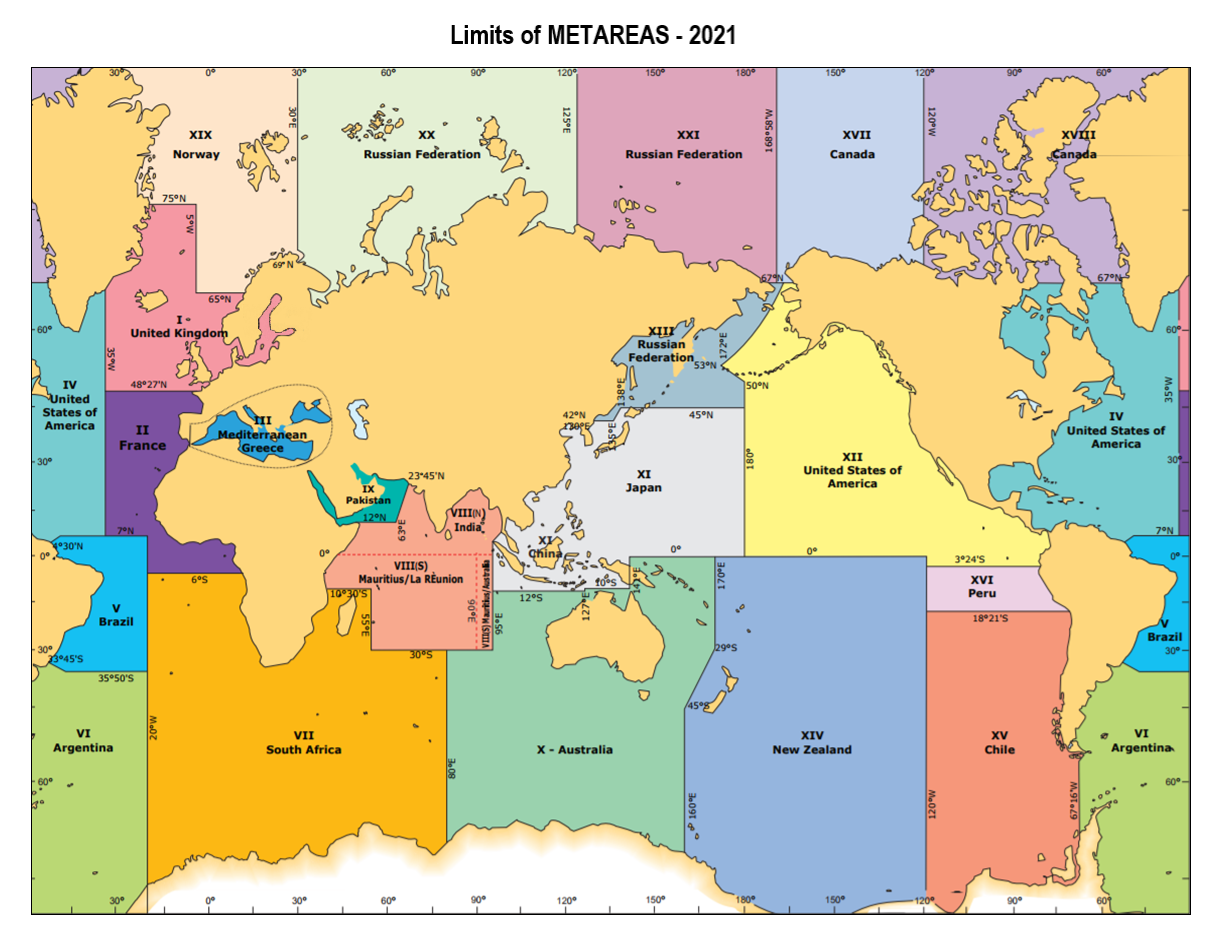 Limits of METAREAS - 2021
30° 0° 30° 60° 90° 120° 150° 180° 150° 120° 90° 60°
30°E
125°E
168°58'W
120°W
XIX
Norway
XX
Russian Federation
XXI
Russian Federation
XVII
Canada
XVIII
Canada
75°N
5°W
69°N
65°N
67°N
67°N
I
United Kingdom
35°W
48°27'N
60°
60°
XIII
Russian
Federation
172°E
53°N
50°N
138°E
45°N
42°N
130°E
135°E
180°
35°W
IV
United States of
America
II
France
III
Mediterranean
Greece
IV
United States of
America
XII
United States of
America
XI
Japan
30°
30°
23°45'N
IX
Pakistan
12°N
63°E
VIII(N)
India
XI
China
7°N
7°N
4°30'N
0°
0°
0°
0°
0°
3°24'S
6°S
VIII(S)
Mauritius/La RÉunion
VIII(S) Mauritius/Australia
10°30'S
55°E
90°E
95°E
12°S
10°S
127°E
141°E
170°E
XVI
Peru
18°21'S
V
Brazil
V
Brazil
30°
30°
33°45'S
35°50'S
30°S
29°S
45°S
VI
Argentina
20°W
VII
South Africa
80°E
X - Australia
160°E
XIV
New Zealand
120°W
XV
Chile
67°16'W
VI
Argentina
60°
60°
30° 0° 30° 60° 90° 120° 150° 180° 150° 120° 90° 60°